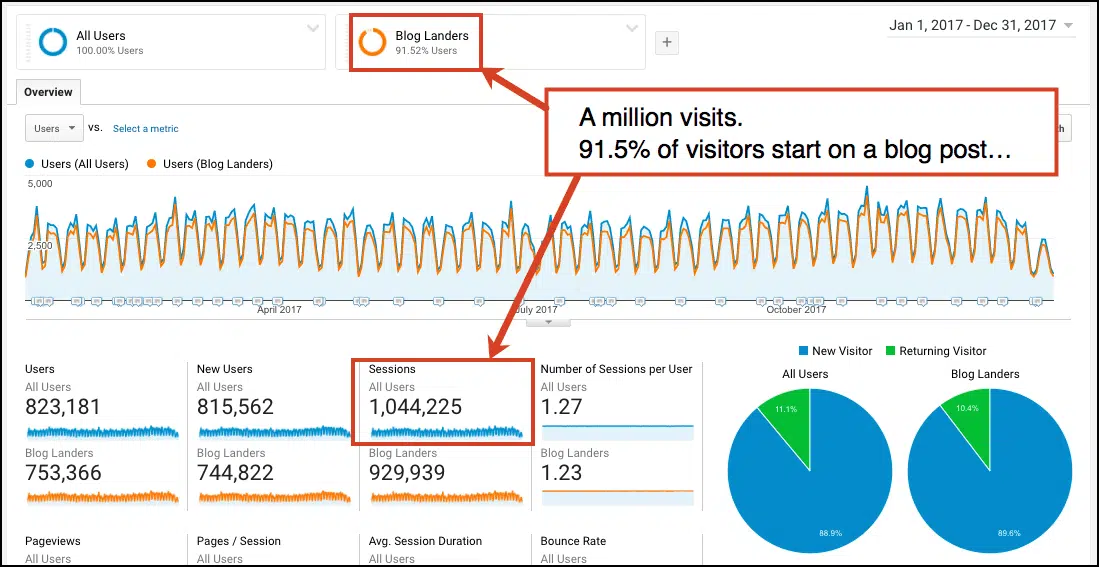 All Users
100.00% Users
Blog Landers
91.52% Users
+
Jan 1, 2017 - Dec 31, 2017
Overview
Users
vs.
Select a metric
A million visits.
91.5% of visitors start on a blog post…
Users (All Users)
Users (Blog Landers)
5,000
2,500
April 2017
July 2017
October 2017
Users
All Users
823,181
Blog Landers
753,366
New Users
All Users
815,562
Blog Landers
744,822
Sessions
All Users
1,044,225
Blog Landers
929,939
Number of Sessions per User
All Users
1.27
Blog Landers
1.23
New Visitor
Returning Visitor
All Users
11.1%
88.9%
Blog Landers
10.4%
89.6%
Pageviews
All Users
Pages / Session
All Users
Avg. Session Duration
All Users
Bounce Rate
All Users